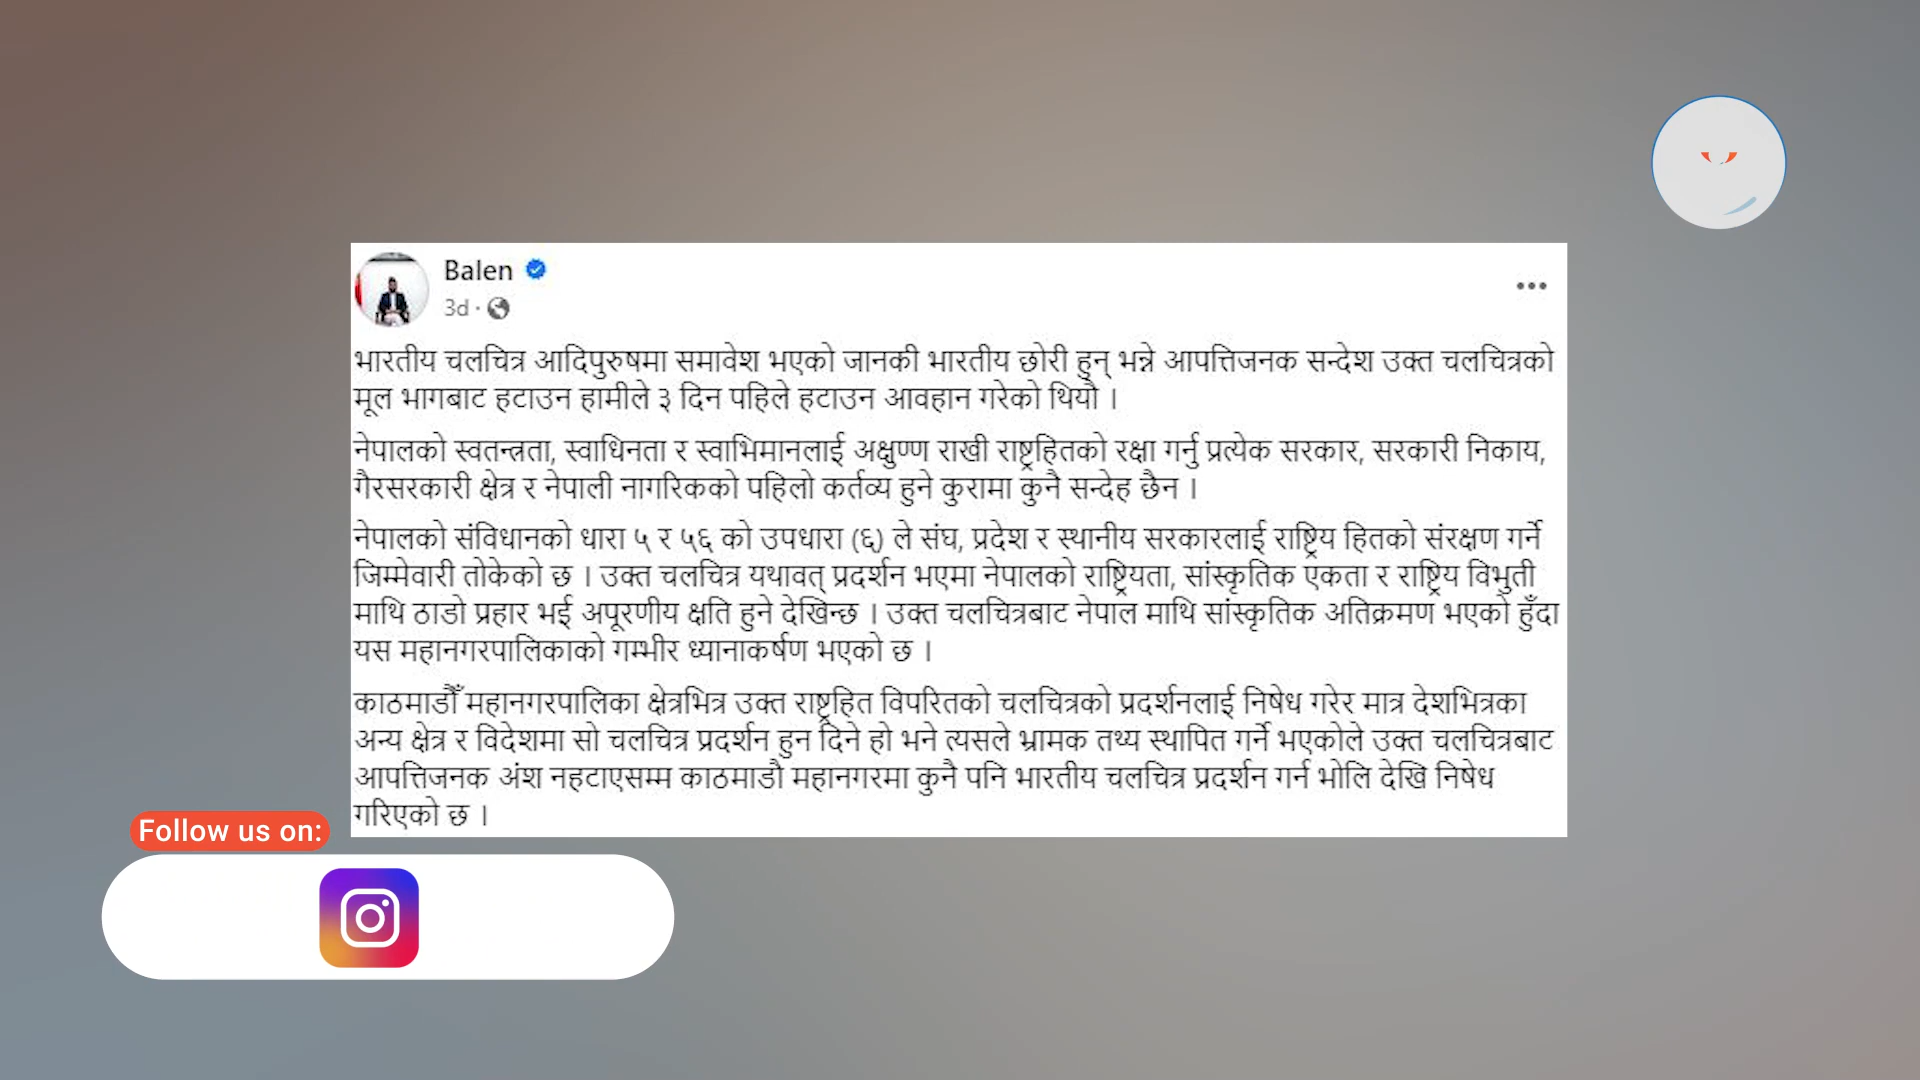 Balen
3d ·
भारतीय चलचित्र आदिपुरुषमा समावेश भएको जानकी भारतीय छोरी हुन् भन्ने आपत्तिजनक सन्देश उक्त चलचित्रको
मूल भागबाट हटाउन हामीले ३ दिन पहिले हटाउन आवहान गरेको थियौ ।
नेपालको स्वतन्त्रता, स्वाधिनता र स्वाभिमानलाई अक्षुण्ण राखी राष्ट्रहितको रक्षा गर्नु प्रत्येक सरकार, सरकारी निकाय,
गैरसरकारी क्षेत्र र नेपाली नागरिकको पहिलो कर्तव्य हुने कुरामा कुनै सन्देह छैन ।
नेपालको संविधानको धारा ५ र ५६ को उपधारा (६) ले संघ, प्रदेश र स्थानीय सरकारलाई राष्ट्रिय हितको संरक्षण गर्ने
जिम्मेवारी तोकेको छ । उक्त चलचित्र यथावत् प्रदर्शन भएमा नेपालको राष्ट्रियता, सांस्कृतिक एकता र राष्ट्रिय विभुती
माथि ठाडो प्रहार भई अपूरणीय क्षति हुने देखिन्छ । उक्त चलचित्रबाट नेपाल माथि सांस्कृतिक अतिक्रमण भएको हुँदा
यस महानगरपालिकाको गम्भीर ध्यानाकर्षण भएको छ ।
काठमाडौँ महानगरपालिका क्षेत्रभित्र उक्त राष्ट्रहित विपरितको चलचित्रको प्रदर्शनलाई निषेध गरेर मात्र देशभित्रका
अन्य क्षेत्र र विदेशमा सो चलचित्र प्रदर्शन हुन दिने हो भने त्यसले भ्रामक तथ्य स्थापित गर्ने भएकोले उक्त चलचित्रबाट
आपत्तिजनक अंश नहटाएसम्म काठमाडौ महानगरमा कुनै पनि भारतीय चलचित्र प्रदर्शन गर्न भोलि देखि निषेध
गरिएको छ ।
Follow us on: